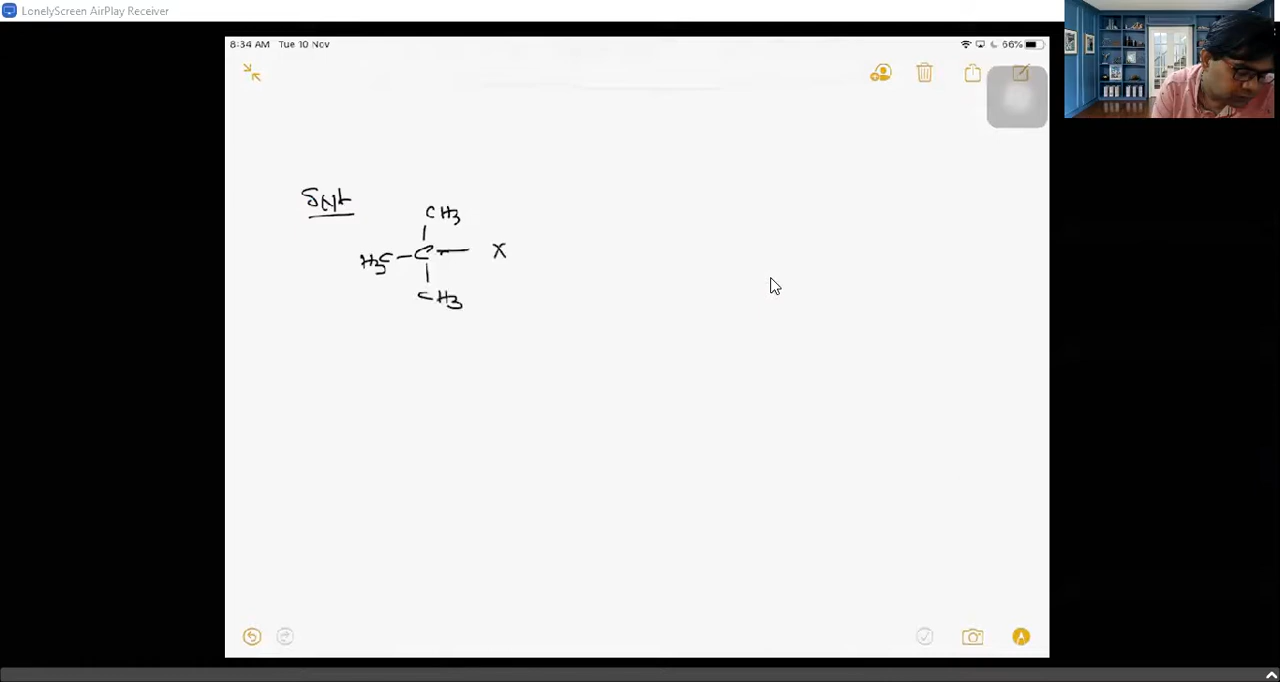 LonelyScreen AirPlay Receiver
8:34 AM Tue 10 Nov
66%
SN1
CH3
H3C-C-X
CH3